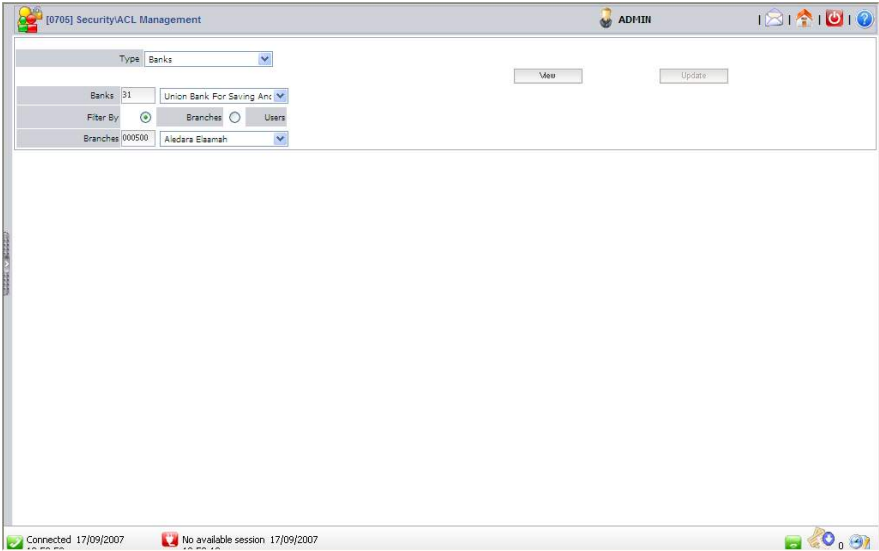 [0705] Security\ACL Management ADMIN | | | |
Type Banks
View Update
Banks 31 Union Bank For Saving And
Filter By Branches Users
Branches 000500 Aledara Elaamah
Connected 17/09/2007 No available session 17/09/2007 0